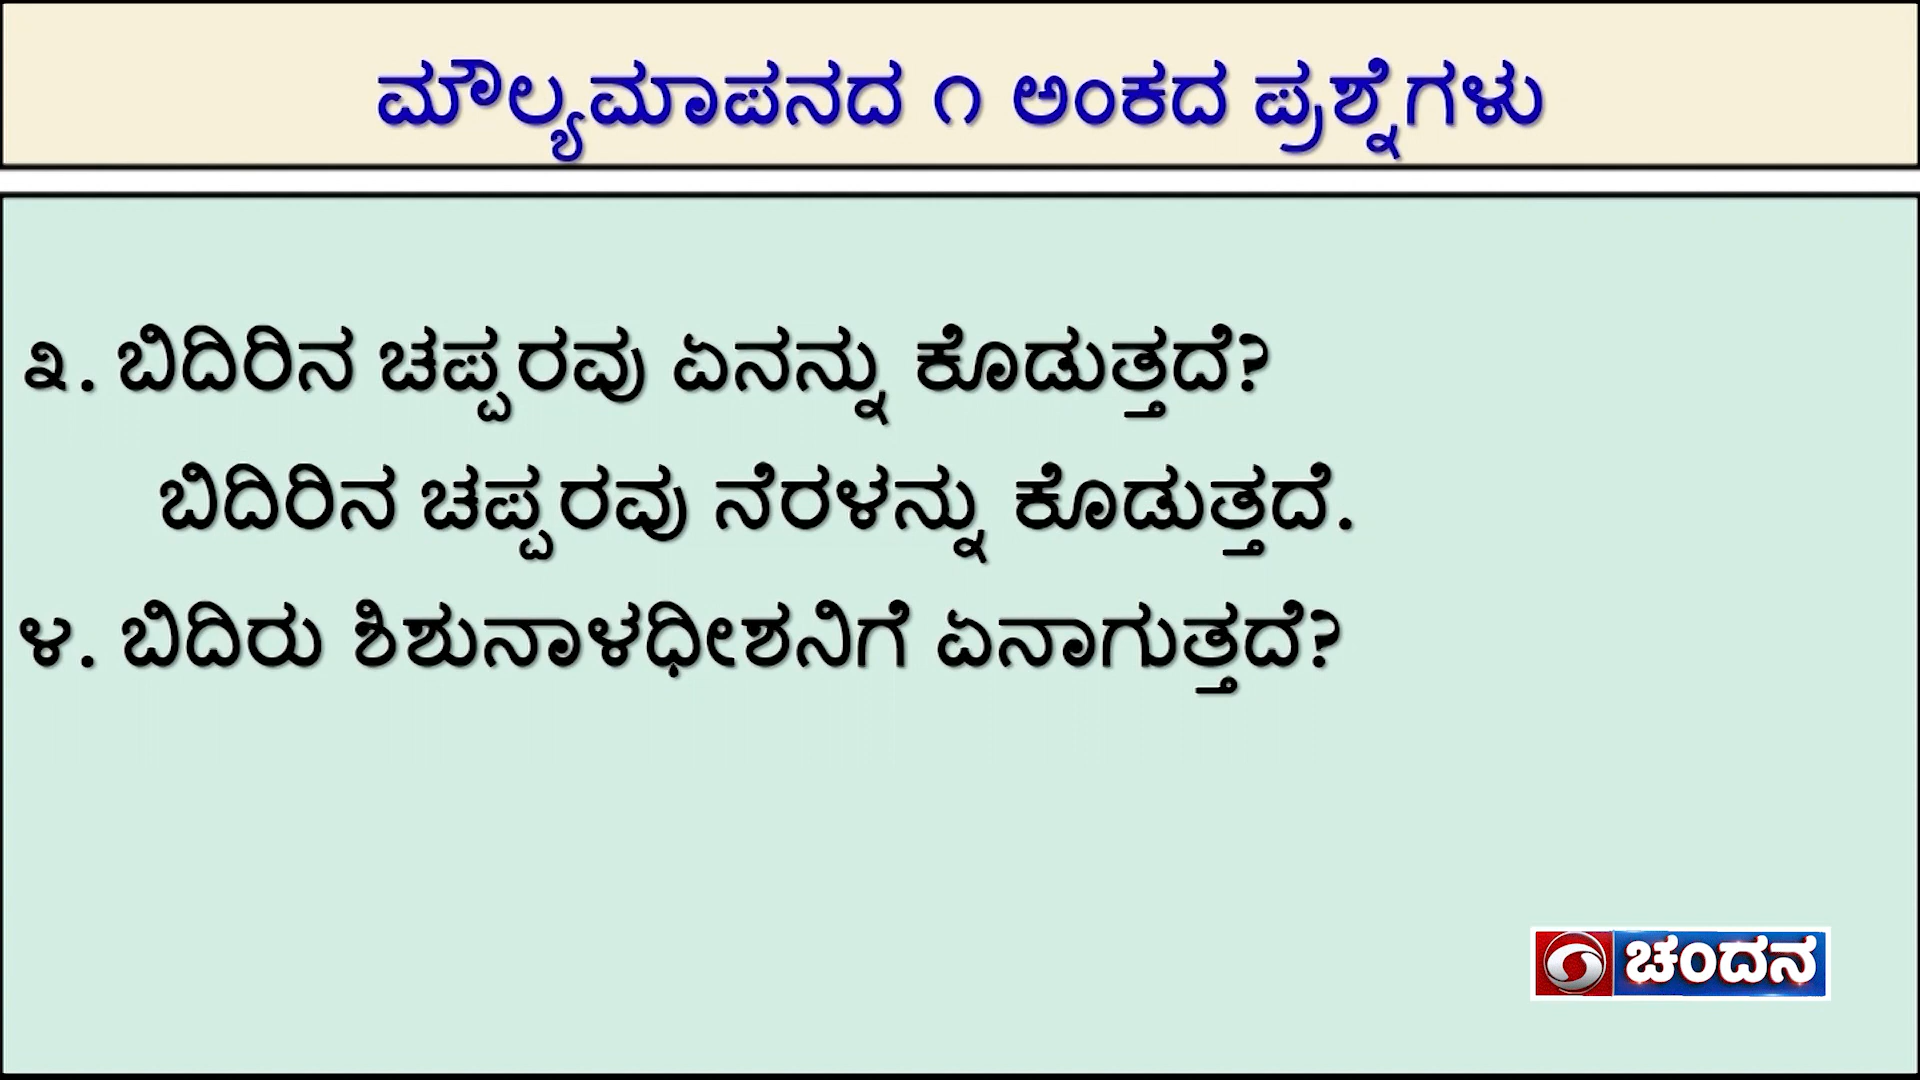 ಮೌಲ್ಯಮಾಪನದ ೧ ಅಂಕದ ಪ್ರಶ್ನೆಗಳು
೩. ಬಿದಿರಿನ ಚಪ್ಪರವು ಏನನ್ನು ಕೊಡುತ್ತದೆ?
ಬಿದಿರಿನ ಚಪ್ಪರವು ನೆರಳನ್ನು ಕೊಡುತ್ತದೆ.
೪. ಬಿದಿರು ಶಿಶುನಾಳಧೀಶನಿಗೆ ಏನಾಗುತ್ತದೆ?
ಚಂದನ